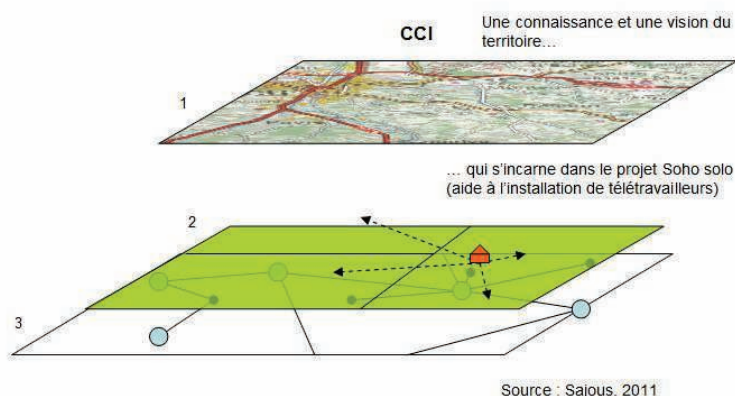 CCI
Une connaissance et une vision du
territoire…
1
… qui s'incarne dans le projet Soho solo
(aide à l'installation de télétravailleurs)
2
3
Source : Sajous, 2011